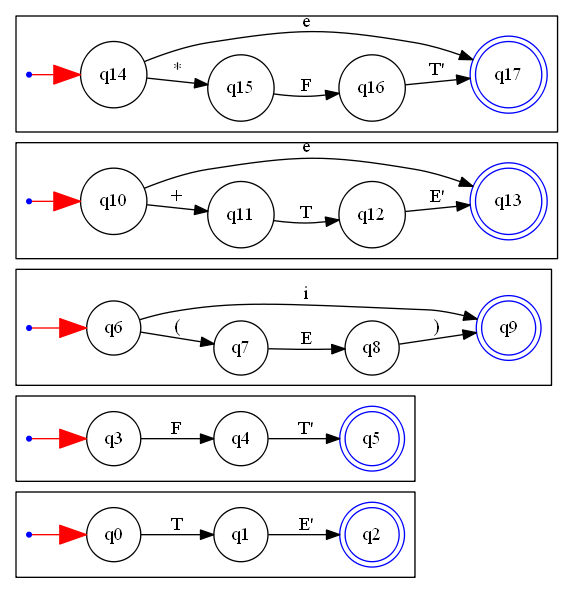 e
q14 * q15 F q16 T' q17
e
q10 + q11 T q12 E' q13
i
q6 ( q7 E q8 ) q9
q3 F q4 T' q5
q0 T q1 E' q2